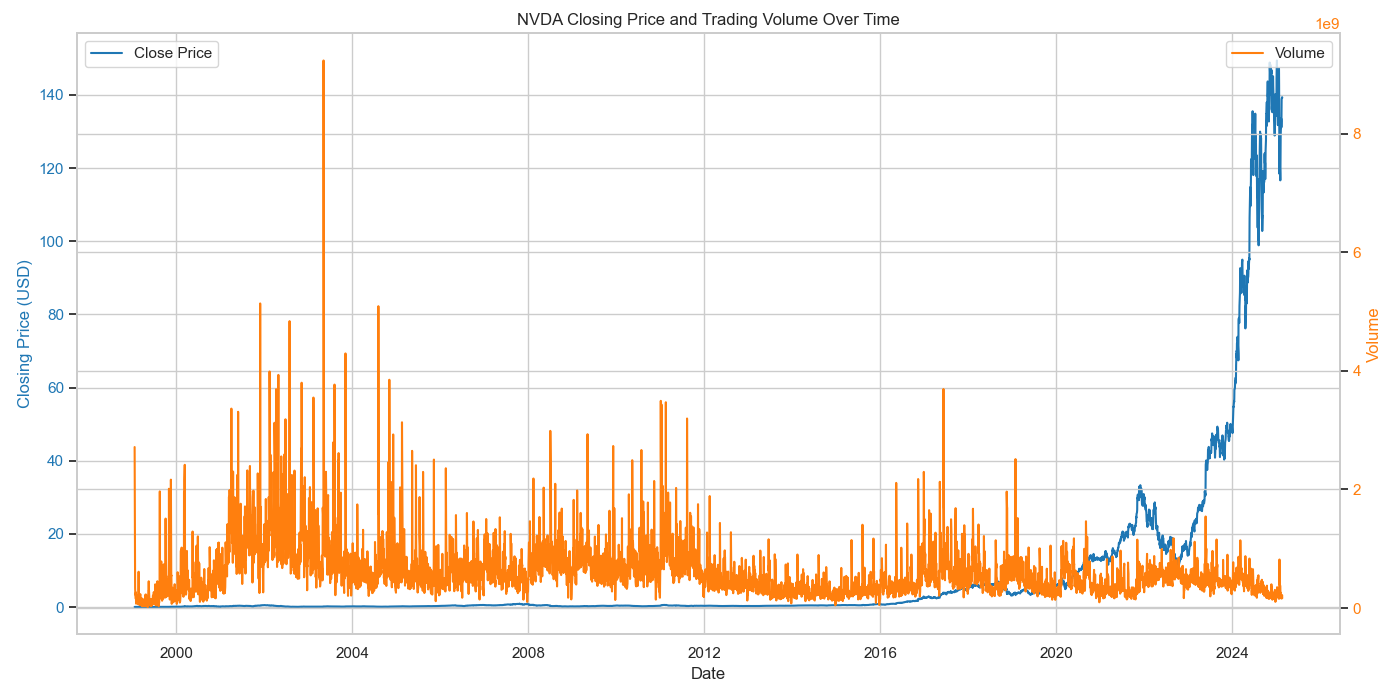 NVDA Closing Price and Trading Volume Over Time
1e9
Close Price
Volume
140
120
100
80
60
40
20
0
Closing Price (USD)
8
6
4
2
0
Volume
2000 2004 2008 2012 2016 2020 2024
Date